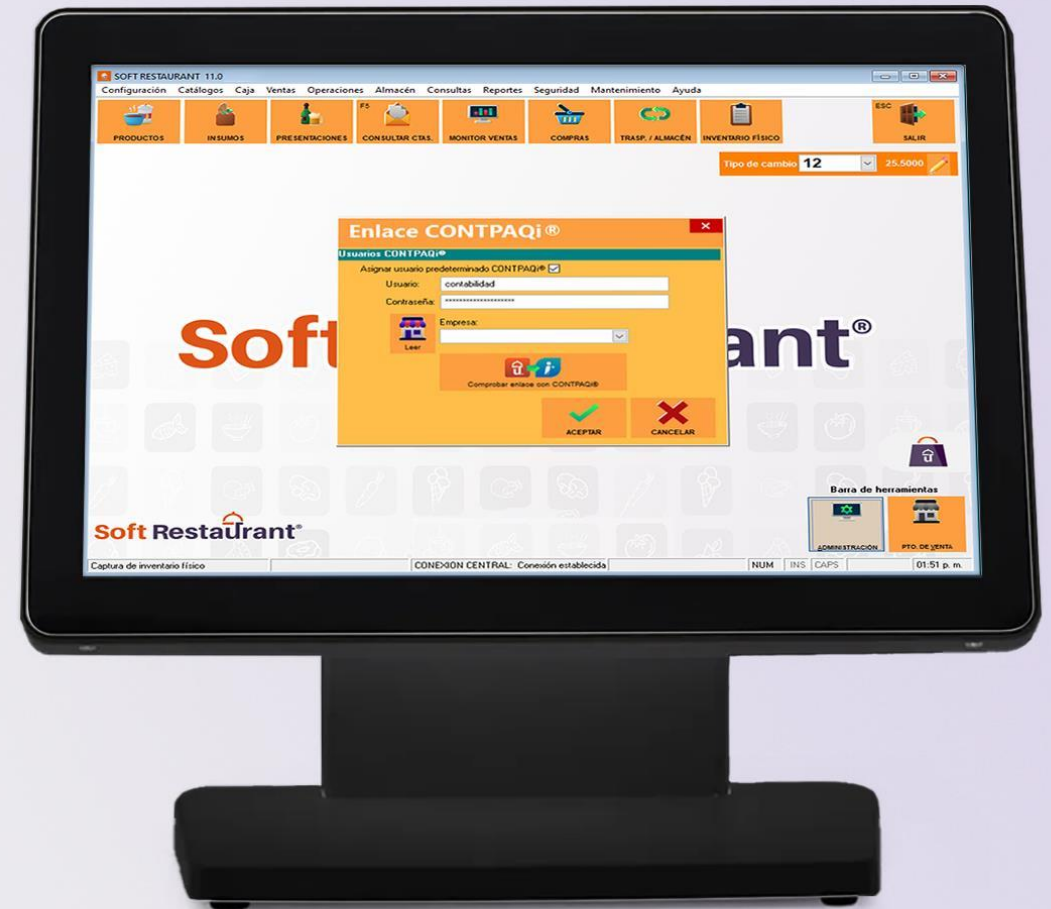 SOFT RESTAURANT 11.0
Configuración Catálogos Caja Ventas Operaciones Almacén Consultas Reportes Seguridad Mantenimiento Ayuda
F5 ESC
PRODUCTOS INSUMOS PRESENTACIONES CONSULTAR CTAS. MONITOR VENTAS COMPRAS TRASP. / ALMACÉN INVENTARIO FÍSICO SALIR
Tipo de cambio 12 25.5000
Enlace CONTPAQi®
Usuarios CONTPAQi®
Asignar usuario predeterminado CONTPAQi®
Usuario: contabilidad
Contraseña: ********************
Empresa:
Leer
Soft ant®
Comprobar enlace con CONTPAQi®
ACEPTAR CANCELAR
Barra de herramientas
Soft Restaurant®
ADMINISTRACIÓN PTO. DE VENTA
Captura de inventario físico CONEXION CENTRAL: Conexión establecida NUM INS CAPS 01:51 p. m.